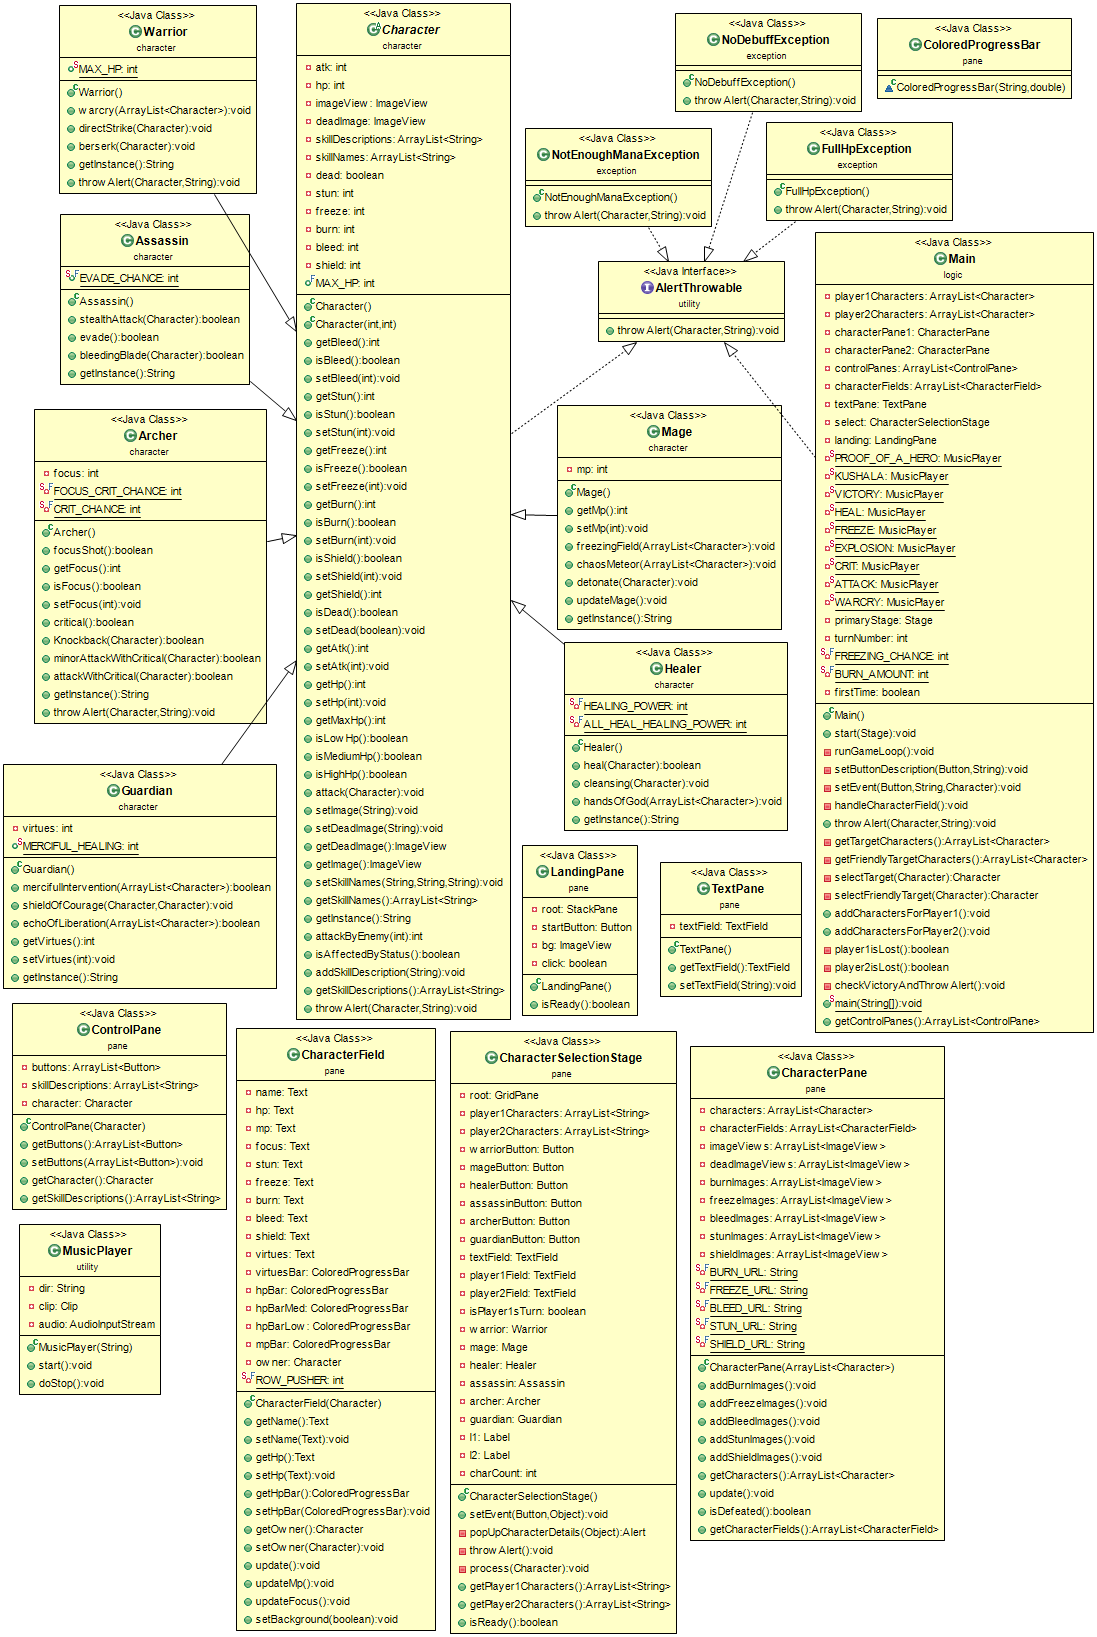 <<Java Class>>
Warrior
character
MAX_HP: int
Warrior()
warcry(ArrayList<Character>):void
directStrike(Character):void
berserk(Character):void
getInstance():String
throwAlert(Character,String):void
<<Java Class>>
Assassin
character
EVADE_CHANCE: int
Assassin()
stealthAttack(Character):boolean
evade():boolean
bleedingBlade(Character):boolean
getInstance():String
<<Java Class>>
Archer
character
focus: int
FOCUS_CRIT_CHANCE: int
CRIT_CHANCE: int
Archer()
focusShot():boolean
getFocus():int
isFocus():boolean
setFocus(int):void
critical():boolean
Knockback(Character):boolean
minorAttackWithCritical(Character):boolean
attackWithCritical(Character):boolean
getInstance():String
throwAlert(Character,String):void
<<Java Class>>
Guardian
character
virtues: int
MERCIFUL_HEALING: int
Guardian()
mercifulIntervention(ArrayList<Character>):boolean
shieldOfCourage(Character,Character):void
echoOfLiberation(ArrayList<Character>):boolean
getVirtues():int
setVirtues(int):void
getInstance():String
<<Java Class>>
Character
character
atk: int
hp: int
imageView: ImageView
deadImage: ImageView
skillDescriptions: ArrayList<String>
skillNames: ArrayList<String>
dead: boolean
stun: int
freeze: int
burn: int
bleed: int
shield: int
MAX_HP: int
Character()
Character(int,int)
getBleed():int
isBleed():boolean
setBleed(int):void
getStun():int
isStun():boolean
setStun(int):void
getFreeze():int
isFreeze():boolean
setFreeze(int):void
getBurn():int
isBurn():boolean
setBurn(int):void
isShield():boolean
setShield(int):void
getShield():int
isDead():boolean
setDead(boolean):void
getAtk():int
setAtk(int):void
getHp():int
setHp(int):void
getMaxHp():int
isLowHp():boolean
isMediumHp():boolean
isHighHp():boolean
attack(Character):void
setImage(String):void
setDeadImage(String):void
getDeadImage():ImageView
getImage():ImageView
setSkillNames(String,String,String):void
getSkillNames():ArrayList<String>
getInstance():String
attackByEnemy(int):int
isAffectedByStatus():boolean
addSkillDescription(String):void
getSkillDescriptions():ArrayList<String>
throwAlert(Character,String):void
<<Java Class>>
NoDebuffException
exception
NoDebuffException()
throwAlert(Character,String):void
<<Java Class>>
ColoredProgressBar
pane
ColoredProgressBar(String,double)
<<Java Class>>
NotEnoughManaException
exception
NotEnoughManaException()
throwAlert(Character,String):void
<<Java Class>>
FullHpException
exception
FullHpException()
throwAlert(Character,String):void
<<Java Interface>>
AlertThrowable
utility
throwAlert(Character,String):void
<<Java Class>>
Main
logic
player1Characters: ArrayList<Character>
player2Characters: ArrayList<Character>
characterPane1: CharacterPane
characterPane2: CharacterPane
controlPanes: ArrayList<ControlPane>
characterFields: ArrayList<CharacterField>
textPane: TextPane
select: CharacterSelectionStage
landing: LandingPane
PROOF_OF_A_HERO: MusicPlayer
KUSHALA: MusicPlayer
VICTORY: MusicPlayer
HEAL: MusicPlayer
FREEZE: MusicPlayer
EXPLOSION: MusicPlayer
CRIT: MusicPlayer
ATTACK: MusicPlayer
WARCRY: MusicPlayer
primaryStage: Stage
turnNumber: int
FREEZING_CHANCE: int
BURN_AMOUNT: int
firstTime: boolean
Main()
start(Stage):void
runGameLoop():void
setButtonDescription(Button,String):void
setEvent(Button,String,Character):void
handleCharacterField():void
throwAlert(Character,String):void
getTargetCharacters():ArrayList<Character>
getFriendlyTargetCharacters():ArrayList<Character>
selectTarget(Character):Character
selectFriendlyTarget(Character):Character
addCharactersForPlayer1():void
addCharactersForPlayer2():void
player1isLost():boolean
player2isLost():boolean
checkVictoryAndThrowAlert():void
main(String[]):void
getControlPanes():ArrayList<ControlPane>
<<Java Class>>
Mage
character
mp: int
Mage()
getMp():int
setMp(int):void
freezingField(ArrayList<Character>):void
chaosMeteor(ArrayList<Character>):void
detonate(Character):void
updateMage():void
getInstance():String
<<Java Class>>
Healer
character
HEALING_POWER: int
ALL_HEAL_HEALING_POWER: int
Healer()
heal(Character):boolean
cleansing(Character):void
handsOfGod(ArrayList<Character>):void
getInstance():String
<<Java Class>>
LandingPane
pane
root: StackPane
startButton: Button
bg: ImageView
click: boolean
LandingPane()
isReady():boolean
<<Java Class>>
TextPane
pane
textField: TextField
TextPane()
getTextField():TextField
setTextField(String):void
<<Java Class>>
ControlPane
pane
buttons: ArrayList<Button>
skillDescriptions: ArrayList<String>
character: Character
ControlPane(Character)
getButtons():ArrayList<Button>
setButtons(ArrayList<Button>):void
getCharacter():Character
getSkillDescriptions():ArrayList<String>
<<Java Class>>
MusicPlayer
utility
dir: String
clip: Clip
audio: AudioInputStream
MusicPlayer(String)
start():void
doStop():void
<<Java Class>>
CharacterField
pane
name: Text
hp: Text
mp: Text
focus: Text
stun: Text
freeze: Text
burn: Text
bleed: Text
shield: Text
virtues: Text
virtuesBar: ColoredProgressBar
hpBar: ColoredProgressBar
hpBarMed: ColoredProgressBar
hpBarLow: ColoredProgressBar
mpBar: ColoredProgressBar
owner: Character
ROW_PUSHER: int
CharacterField(Character)
getName():Text
setName(Text):void
getHp():Text
setHp(Text):void
getHpBar():ColoredProgressBar
setHpBar(ColoredProgressBar):void
getOwner():Character
setOwner(Character):void
update():void
updateMp():void
updateFocus():void
setBackground(boolean):void
<<Java Class>>
CharacterSelectionStage
pane
root: GridPane
player1Characters: ArrayList<String>
player2Characters: ArrayList<String>
warriorButton: Button
mageButton: Button
healerButton: Button
assassinButton: Button
archerButton: Button
guardianButton: Button
textField: TextField
player1Field: TextField
player2Field: TextField
isPlayer1sTurn: boolean
warrior: Warrior
mage: Mage
healer: Healer
assassin: Assassin
archer: Archer
guardian: Guardian
l1: Label
l2: Label
charCount: int
CharacterSelectionStage()
setEvent(Button,Object):void
popUpCharacterDetails(Object):Alert
throwAlert():void
process(Character):void
getPlayer1Characters():ArrayList<String>
getPlayer2Characters():ArrayList<String>
isReady():boolean
<<Java Class>>
CharacterPane
pane
characters: ArrayList<Character>
characterFields: ArrayList<CharacterField>
imageViews: ArrayList<ImageView>
deadImageViews: ArrayList<ImageView>
burnImages: ArrayList<ImageView>
freezeImages: ArrayList<ImageView>
bleedImages: ArrayList<ImageView>
stunImages: ArrayList<ImageView>
shieldImages: ArrayList<ImageView>
BURN_URL: String
FREEZE_URL: String
BLEED_URL: String
STUN_URL: String
SHIELD_URL: String
CharacterPane(ArrayList<Character>)
addBurnImages():void
addFreezeImages():void
addBleedImages():void
addStunImages():void
addShieldImages():void
getCharacters():ArrayList<Character>
update():void
isDefeated():boolean
getCharacterFields():ArrayList<CharacterField>